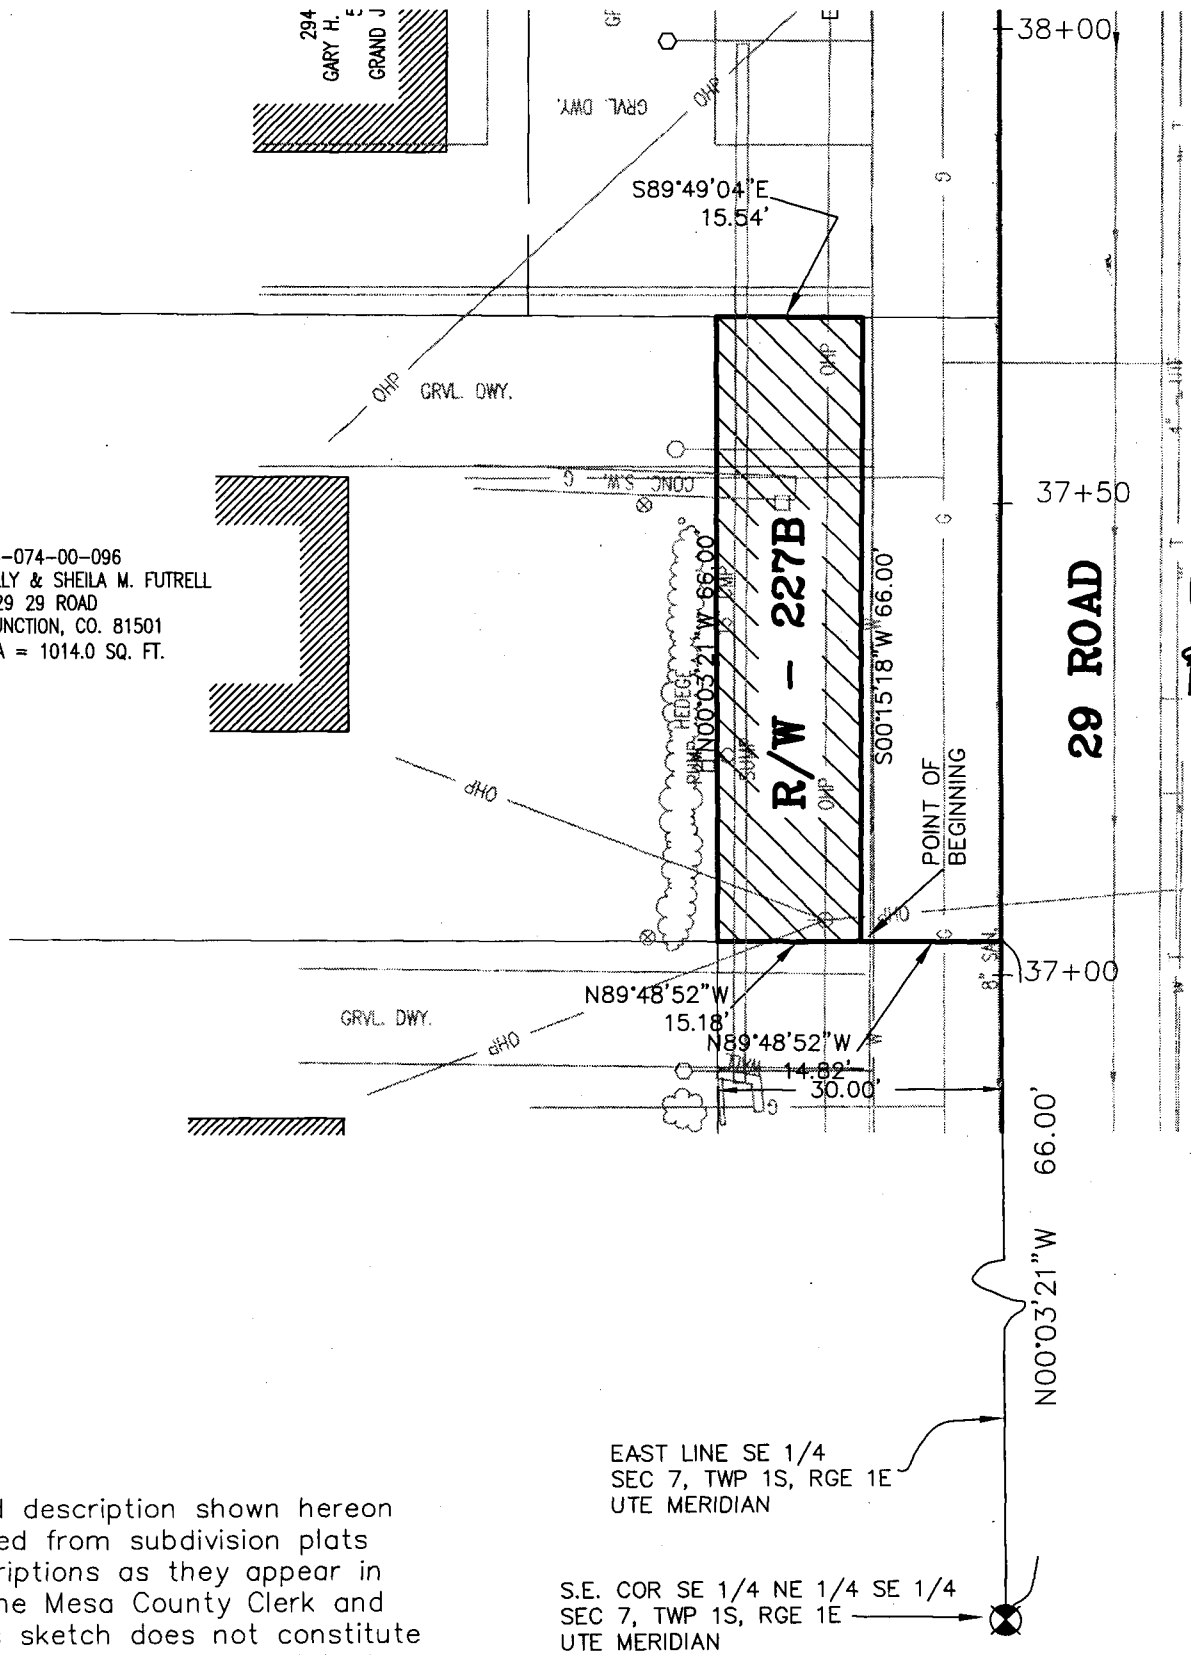 294
GARY H.
GRAND J
38+00
OHP
GRVL. DWY.
G
S89°49'04"E
15.54'
OHP
GRVL. DWY.
OHP
G
CONC. S.W.
37+50
G
-074-00-096
LY & SHEILA M. FUTRELL
29 29 ROAD
UNCTION, CO. 81501
A = 1014.0 SQ. FT.
HEDGE
N00°03'21"W 66.00'
R/W - 227B
S00°15'18"W 66.00'
29 ROAD
OHP
OHP
POINT OF
BEGINNING
OHP
G
8" SAN.
37+00
N89°48'52"W
15.18'
GRVL. DWY.
OHP
N89°48'52"W
14.82'
W
30.00'
G
N00°03'21"W 66.00'
EAST LINE SE 1/4
SEC 7, TWP 1S, RGE 1E
UTE MERIDIAN
S.E. COR SE 1/4 NE 1/4 SE 1/4
SEC 7, TWP 1S, RGE 1E
UTE MERIDIAN
d description shown hereon
ed from subdivision plats
riptions as they appear in
he Mesa County Clerk and
s sketch does not constitute